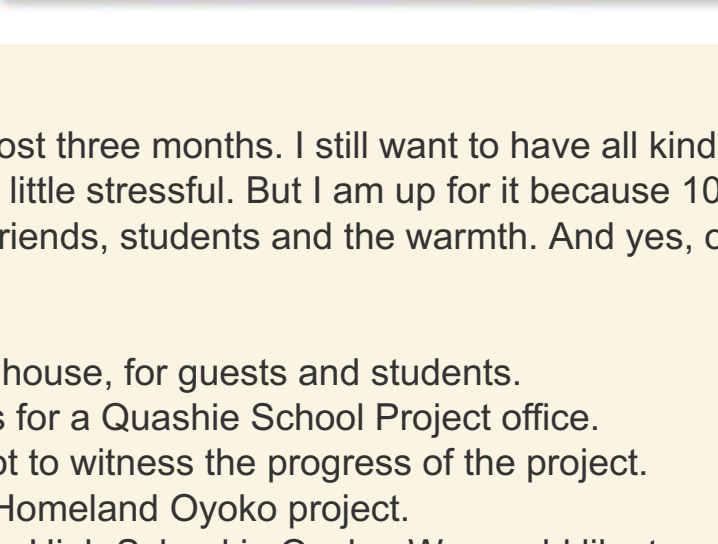 ost three months. I still want to have all kind
little stressful. But I am up for it because 10
riends, students and the warmth. And yes, o
house, for guests and students.
s for a Quashie School Project office.
ot to witness the progress of the project.
Homeland Oyoko project.